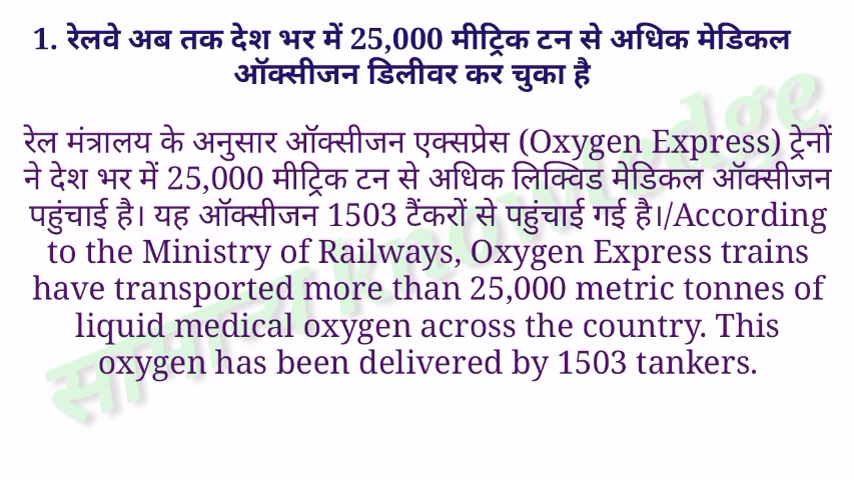 1. रेलवे अब तक देश भर में 25,000 मीट्रिक टन से अधिक मेडिकल
ऑक्सीजन डिलीवर कर चुका है
रेल मंत्रालय के अनुसार ऑक्सीजन एक्सप्रेस (Oxygen Express) ट्रेनों
ने देश भर में 25,000 मीट्रिक टन से अधिक लिक्विड मेडिकल ऑक्सीजन
पहुंचाई है। यह ऑक्सीजन 1503 टैंकरों से पहुंचाई गई है।/According
to the Ministry of Railways, Oxygen Express trains
have transported more than 25,000 metric tonnes of
liquid medical oxygen across the country. This
oxygen has been delivered by 1503 tankers.
सामान्य knowledge